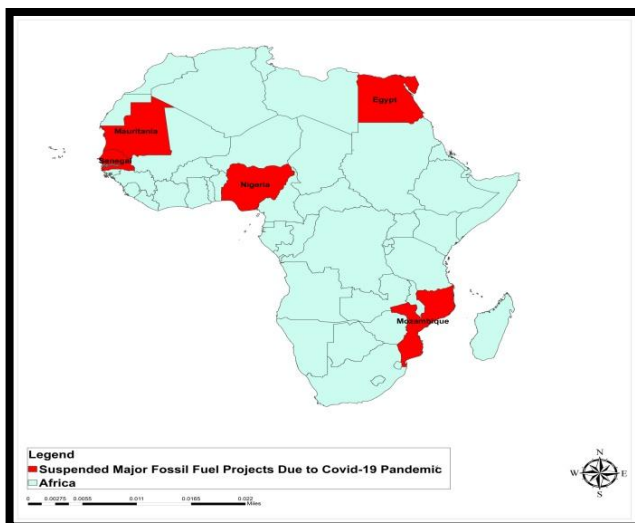 Egypt
Mauritania
Senegal
Nigeria
Mozambique
Legend
Suspended Major Fossil Fuel Projects Due to Covid-19 Pandemic
Africa
N
W E
S
0 0.00275 0.0055 0.011 0.0165 0.022
Miles